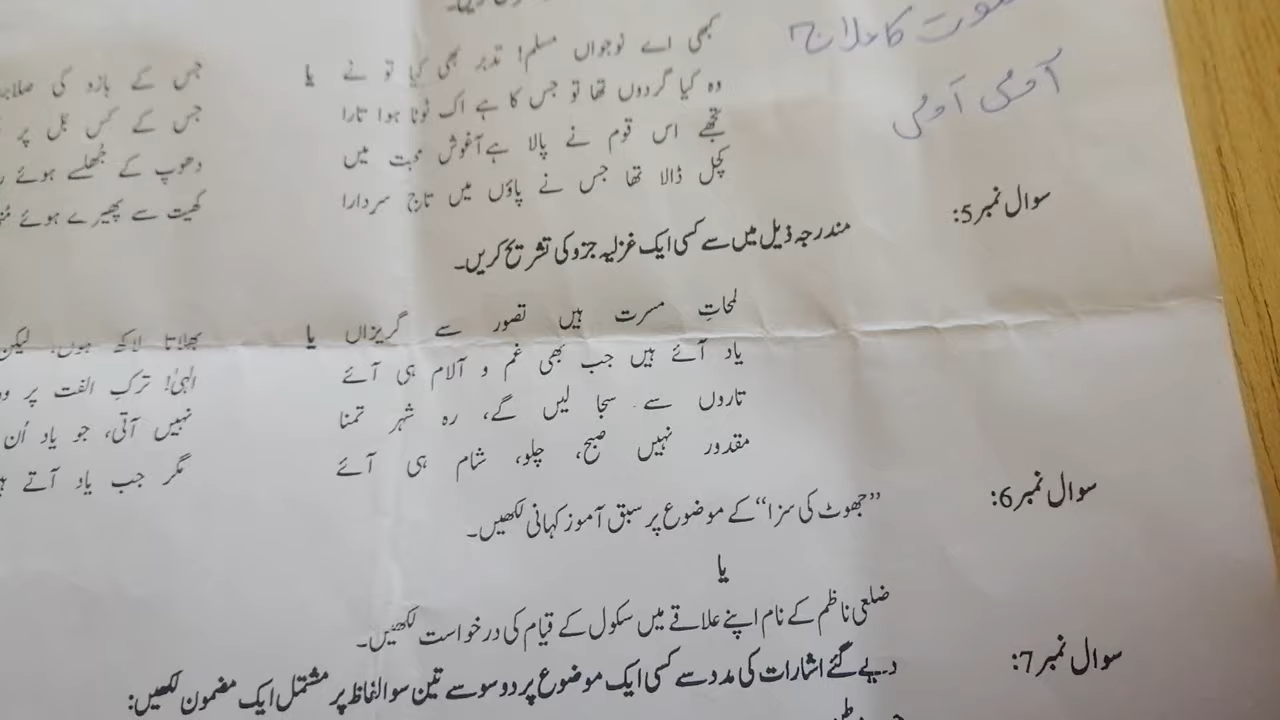 کریں۔
کا علاج
کبھی اے نوجواں مسلم! تدبر بھی کیا تو نے یا جس کے بازو کی
وہ کیا گردوں تھا تو جس کا ہے اک ٹوٹا ہوا تارا جس کے کس بل پر
تجھے اس قوم نے پالا ہے آغوش محبت میں دھوپ کے جھلسے ہوئے
کچل ڈالا تھا جس نے پاؤں میں تاج سردارا کھیت سے پھیرے ہوئے
سوال نمبر5:
مندرجہ ذیل میں سے کسی ایک غزلیہ جزو کی تشریح کریں۔
لمحاتِ مسرت ہیں تصور سے گریزاں یا بھلاتا لاکھ ہوں، لیکن
یاد آئے ہیں جب بھی غم و آلام ہی آئے الٰہی! ترکِ الفت پر
تاروں سے سجا لیں گے، رہ شہر تمنا نہیں آتی، جو یاد اُن
مقدور نہیں صبح، چلو، شام ہی آئے مگر جب یاد آتے
سوال نمبر6:
”جھوٹ کی سزا“ کے موضوع پر سبق آموز کہانی لکھیں۔
یا
ضلعی ناظم کے نام اپنے علاقے میں سکول کے قیام کی درخواست لکھیں۔
سوال نمبر7:
دیے گئے اشارات کی مدد سے کسی ایک موضوع پر دو سو سے تین سو الفاظ پر مشتمل ایک مضمون لکھیں: